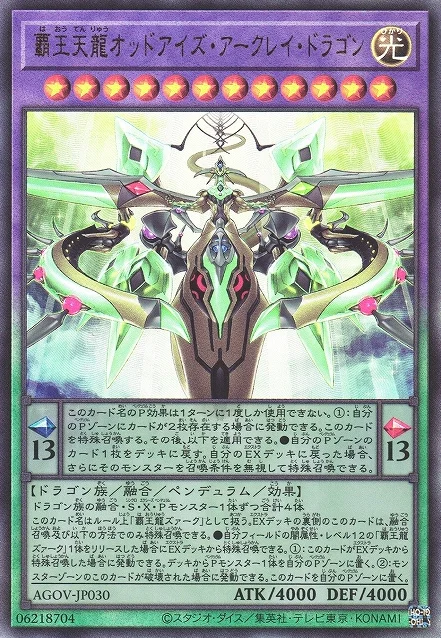 覇王天龍オッドアイズ・アークレイ・ドラゴン
光
このカード名のP効果は1ターンに1度しか使用できない。①:自分
のPゾーンにカードが2枚存在する場合に発動できる。このカード
を特殊召喚する。その後、以下を適用できる。●自分のPゾーンの
カード1枚をデッキに戻す。自分のEXデッキに戻った場合、
さらにそのモンスターを召喚条件を無視して特殊召喚できる。
13
13
【ドラゴン族/融合/ペンデュラム/効果】
ドラゴン族の融合・S・X・Pモンスター1体ずつ合計4体
このカード名はルール上「覇王龍ズァーク」として扱う。EXデッキの裏側のこのカードは、融合
召喚及び以下の方法でのみ特殊召喚できる。●自分フィールドの闇属性・レベル12の「覇王龍
ズァーク」1体をリリースした場合にEXデッキから特殊召喚できる。①:このカードがEXデッキから
特殊召喚した場合に発動できる。デッキからPモンスター1体を自分のPゾーンに置く。②:モン
スターゾーンのこのカードが破壊された場合に発動できる。このカードを自分のPゾーンに置く。
AGOV-JP030
ATK/4000 DEF/4000
06218704
©スタジオ・ダイス/集英社・テレビ東京・KONAMI